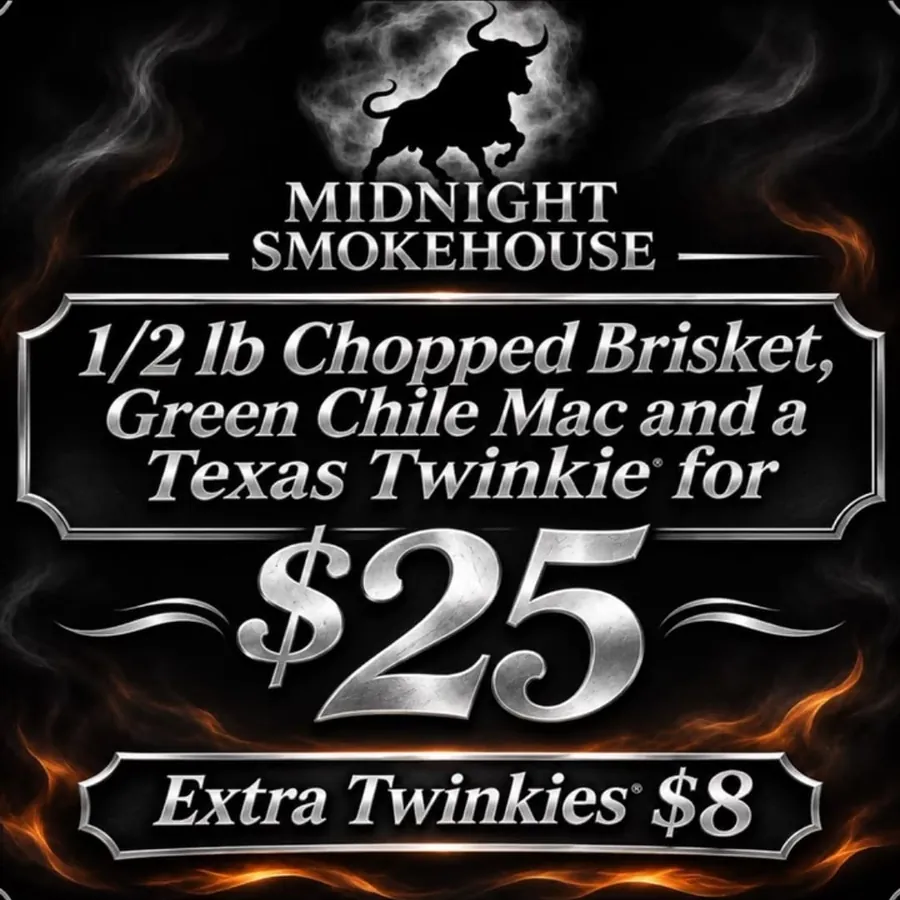 MIDNIGHT
SMOKEHOUSE
1/2 lb Chopped Brisket,
Green Chile Mac and a
Texas Twinkie® for
$25
Extra Twinkies® $8